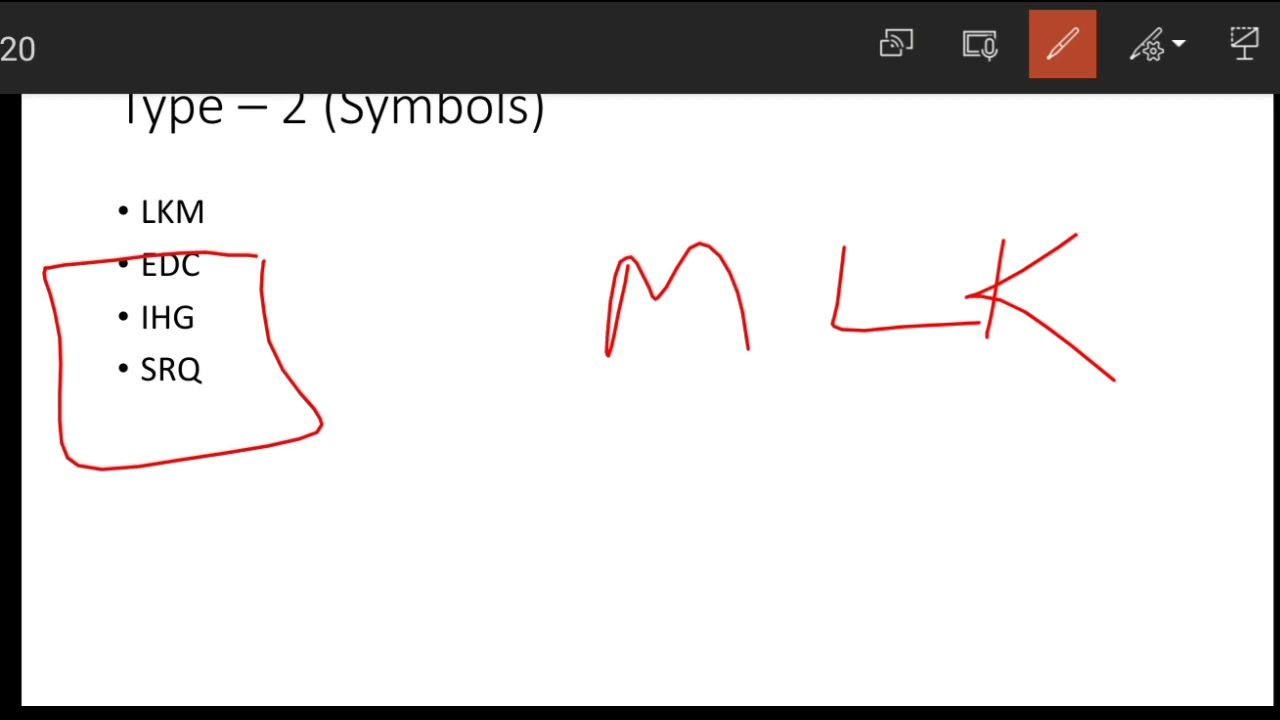 20
Type – 2 (Symbols)
• LKM
• EDC
• IHG
• SRQ
M L K